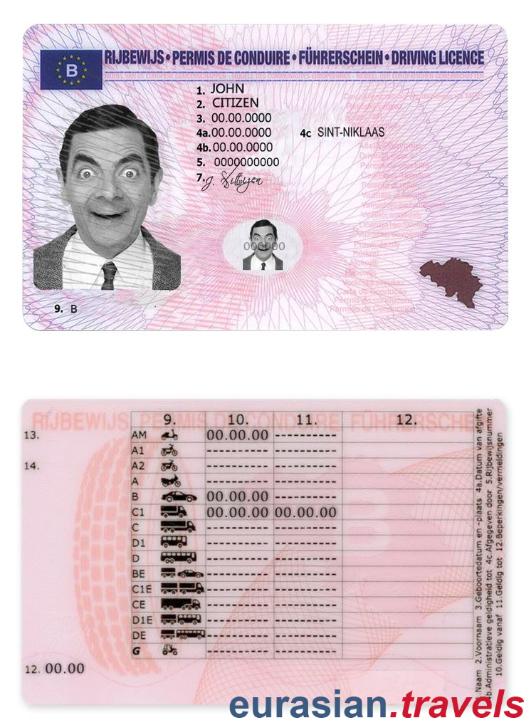 B RIJBEWIJS • PERMIS DE CONDUIRE • FÜHRERSCHEIN • DRIVING LICENCE
1. JOHN
2. CITIZEN
3. 00.00.0000
4a. 00.00.0000 4c SINT-NIKLAAS
4b. 00.00.0000
5. 0000000000
7.
9. B
RIJBEWIJS PERMIS DE CONDUIRE FÜHRERSCHE
9. 10. 11. 12.
13.
14.
AM 00.00.00 ---------
A1 --------- ---------
A2 --------- ---------
A --------- ---------
B 00.00.00 ---------
C1 00.00.00 00.00.00
C --------- ---------
D1 --------- ---------
D --------- ---------
BE --------- ---------
C1E --------- ---------
CE --------- ---------
D1E --------- ---------
DE --------- ---------
G --------- ---------
12. 00.00
Naam 2.Voornaam 3.Geboortedatum en -plaats 4a.Datum van afgifte
b.Administratieve geldigheid tot 4c.Afgegeven door 5.Rijbewijsnummer
10.Geldig vanaf 11.Geldig tot 12.Beperkingen/vermeldingen
eurasian.travels